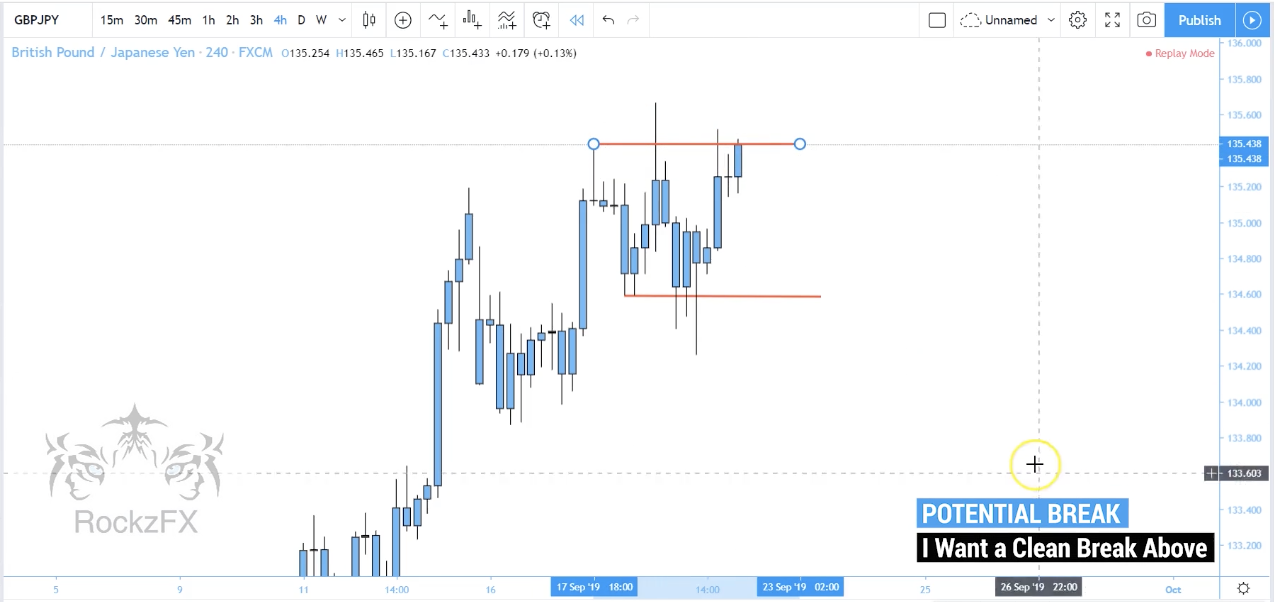 GBPJPY 15m 30m 45m 1h 2h 3h 4h D W Unnamed Publish
British Pound / Japanese Yen · 240 · FXCM O135.254 H135.465 L135.167 C135.433 +0.179 (+0.13%)
Replay Mode
136.000
135.800
135.600
135.438
135.438
135.200
135.000
134.800
134.600
134.400
134.200
134.000
133.800
133.603
133.400
133.200
RockzFX
POTENTIAL BREAK
I Want a Clean Break Above
5 9 11 14:00 16 17 Sep '19 18:00 14:00 23 Sep '19 02:00 25 26 Sep '19 22:00 Oct